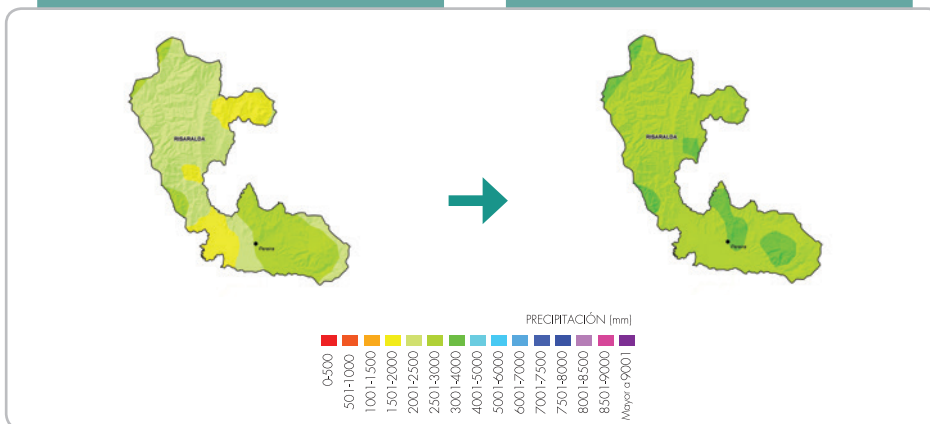 RISARALDA
Pereira
RISARALDA
Pereira
PRECIPITACIÓN (mm)
0-500
501-1000
1001-1500
1501-2000
2001-2500
2501-3000
3001-4000
4001-5000
5001-6000
6001-7000
7001-7500
7501-8000
8001-8500
8501-9000
Mayor a 9001